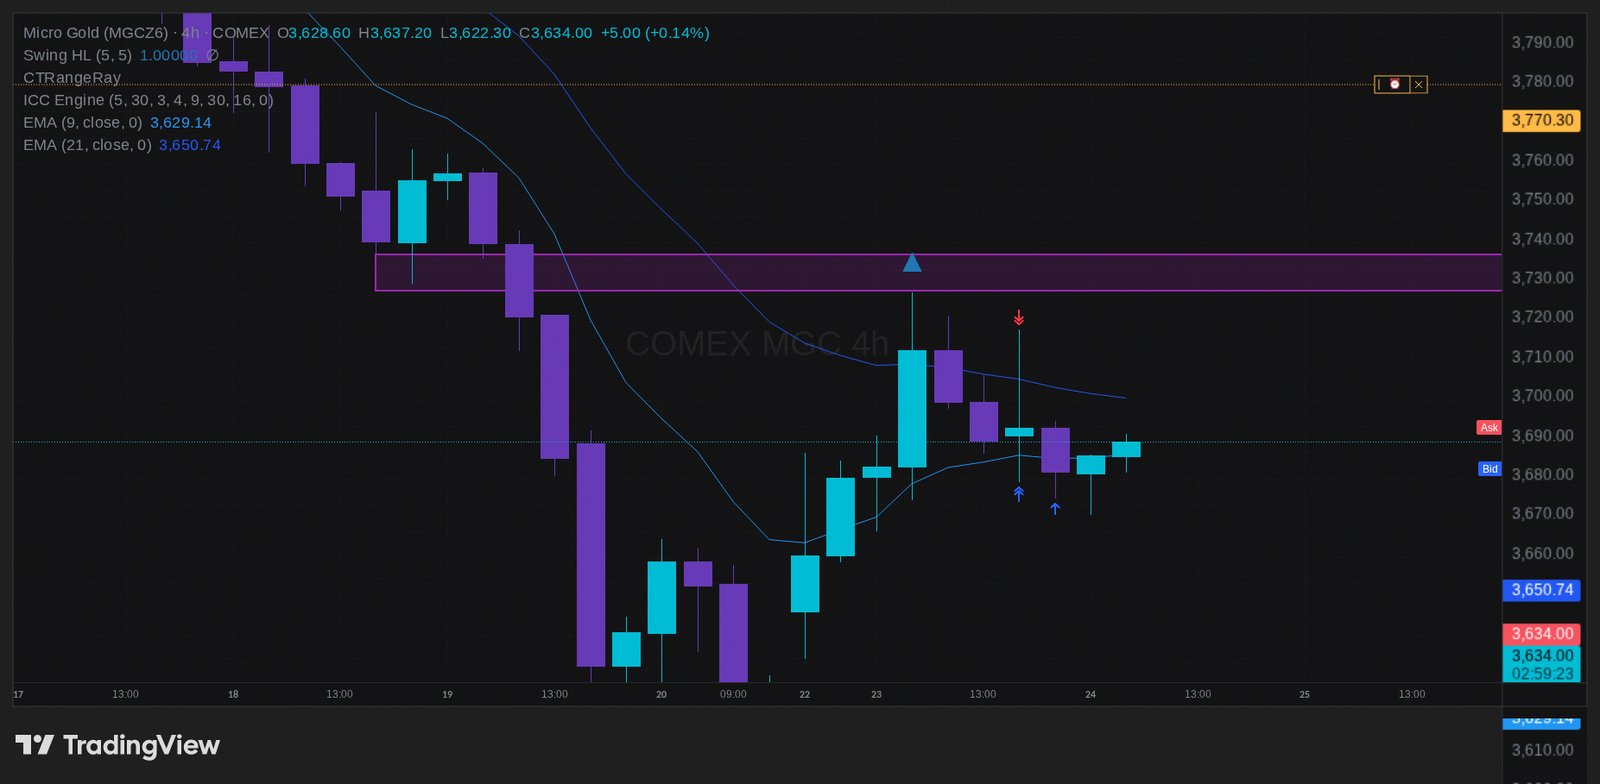 Micro Gold (MGCZ6) · 4h · COMEX O3,628.60 H3,637.20 L3,622.30 C3,634.00 +5.00 (+0.14%)
Swing HL (5, 5) 1.00000 ∅
CTRangeRay
ICC Engine (5, 30, 3, 4, 9, 30, 16, 0)
EMA (9, close, 0) 3,629.14
EMA (21, close, 0) 3,650.74
COMEX MGC 4h
3,790.00
3,780.00
3,770.30
3,760.00
3,750.00
3,740.00
3,730.00
3,720.00
3,710.00
3,700.00
Ask
3,690.00
3,680.00
Bid
3,670.00
3,660.00
3,650.74
3,634.00
3,634.00
02:59:23
3,629.14
3,610.00
17 13:00 18 13:00 19 13:00 20 09:00 22 23 13:00 24 13:00 25 13:00
TradingView